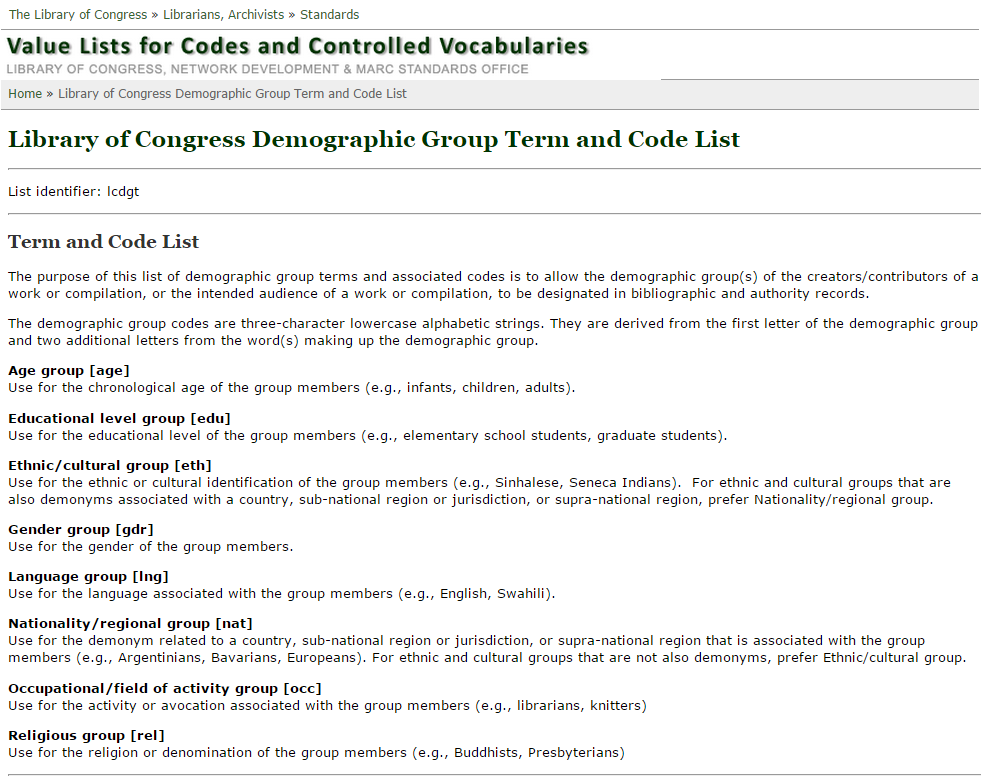 The Library of Congress » Librarians, Archivists » Standards
Value Lists for Codes and Controlled Vocabularies
LIBRARY OF CONGRESS, NETWORK DEVELOPMENT & MARC STANDARDS OFFICE
Home » Library of Congress Demographic Group Term and Code List
Library of Congress Demographic Group Term and Code List
List identifier: lcdgt
Term and Code List
The purpose of this list of demographic group terms and associated codes is to allow the demographic group(s) of the creators/contributors of a
work or compilation, or the intended audience of a work or compilation, to be designated in bibliographic and authority records.
The demographic group codes are three-character lowercase alphabetic strings. They are derived from the first letter of the demographic group
and two additional letters from the word(s) making up the demographic group.
Age group [age]
Use for the chronological age of the group members (e.g., infants, children, adults).
Educational level group [edu]
Use for the educational level of the group members (e.g., elementary school students, graduate students).
Ethnic/cultural group [eth]
Use for the ethnic or cultural identification of the group members (e.g., Sinhalese, Seneca Indians).  For ethnic and cultural groups that are
also demonyms associated with a country, sub-national region or jurisdiction, or supra-national region, prefer Nationality/regional group.
Gender group [gdr]
Use for the gender of the group members.
Language group [lng]
Use for the language associated with the group members (e.g., English, Swahili).
Nationality/regional group [nat]
Use for the demonym related to a country, sub-national region or jurisdiction, or supra-national region that is associated with the group
members (e.g., Argentinians, Bavarians, Europeans). For ethnic and cultural groups that are not also demonyms, prefer Ethnic/cultural group.
Occupational/field of activity group [occ]
Use for the activity or avocation associated with the group members (e.g., librarians, knitters)
Religious group [rel]
Use for the religion or denomination of the group members (e.g., Buddhists, Presbyterians)